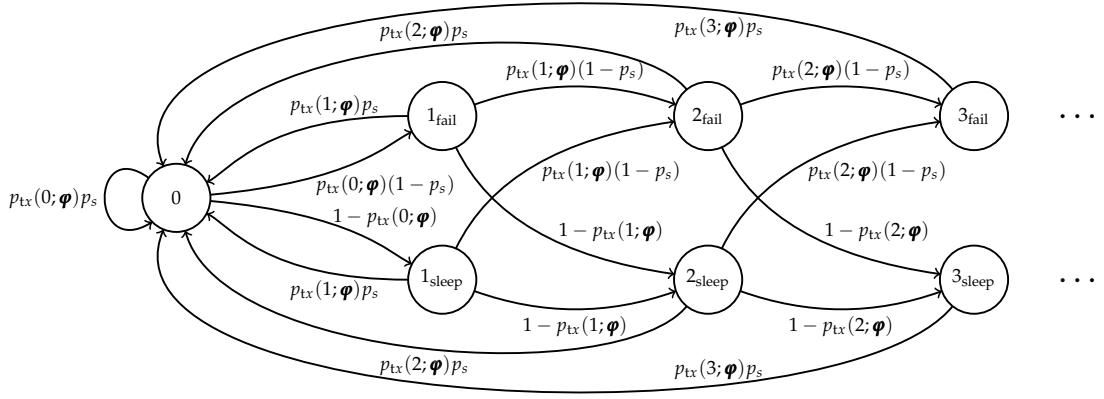 p_tx(2; φ)p_s
p_tx(3; φ)p_s
p_tx(1; φ)(1 − p_s)
p_tx(2; φ)(1 − p_s)
p_tx(1; φ)p_s
1_fail
2_fail
3_fail
· · ·
p_tx(0; φ)p_s
0
p_tx(0; φ)(1 − p_s)
p_tx(1; φ)(1 − p_s)
p_tx(2; φ)(1 − p_s)
1 − p_tx(0; φ)
1 − p_tx(1; φ)
1 − p_tx(2; φ)
p_tx(1; φ)p_s
1_sleep
2_sleep
3_sleep
· · ·
1 − p_tx(1; φ)
1 − p_tx(2; φ)
p_tx(2; φ)p_s
p_tx(3; φ)p_s